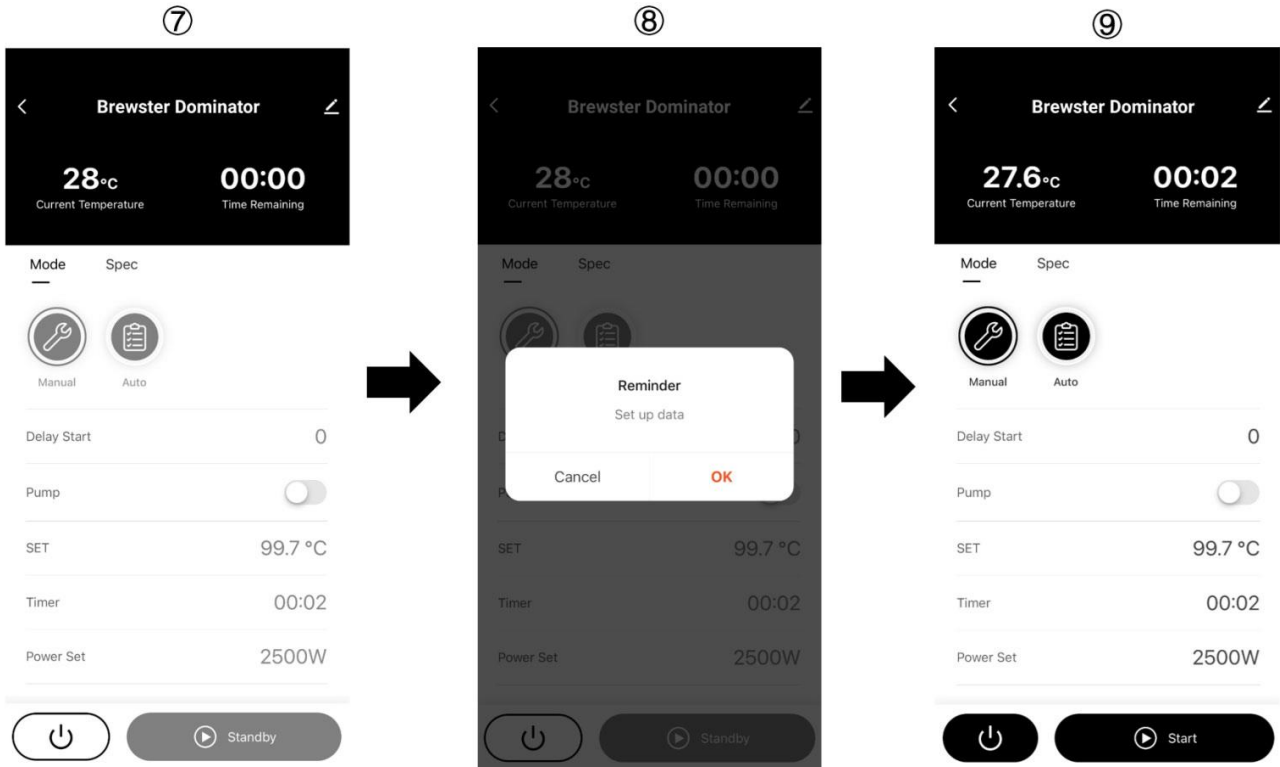 ⑦
Brewster Dominator
28°C
00:00
Current Temperature
Time Remaining
Mode
Spec
Manual
Auto
Delay Start
0
Pump
SET
99.7 °C
Timer
00:02
Power Set
2500W
Standby
⑧
Brewster Dominator
28°C
00:00
Current Temperature
Time Remaining
Mode
Spec
Reminder
Set up data
Cancel
OK
SET
99.7 °C
Timer
00:02
Power Set
2500W
Standby
⑨
Brewster Dominator
27.6°C
00:02
Current Temperature
Time Remaining
Mode
Spec
Manual
Auto
Delay Start
0
Pump
SET
99.7 °C
Timer
00:02
Power Set
2500W
Start